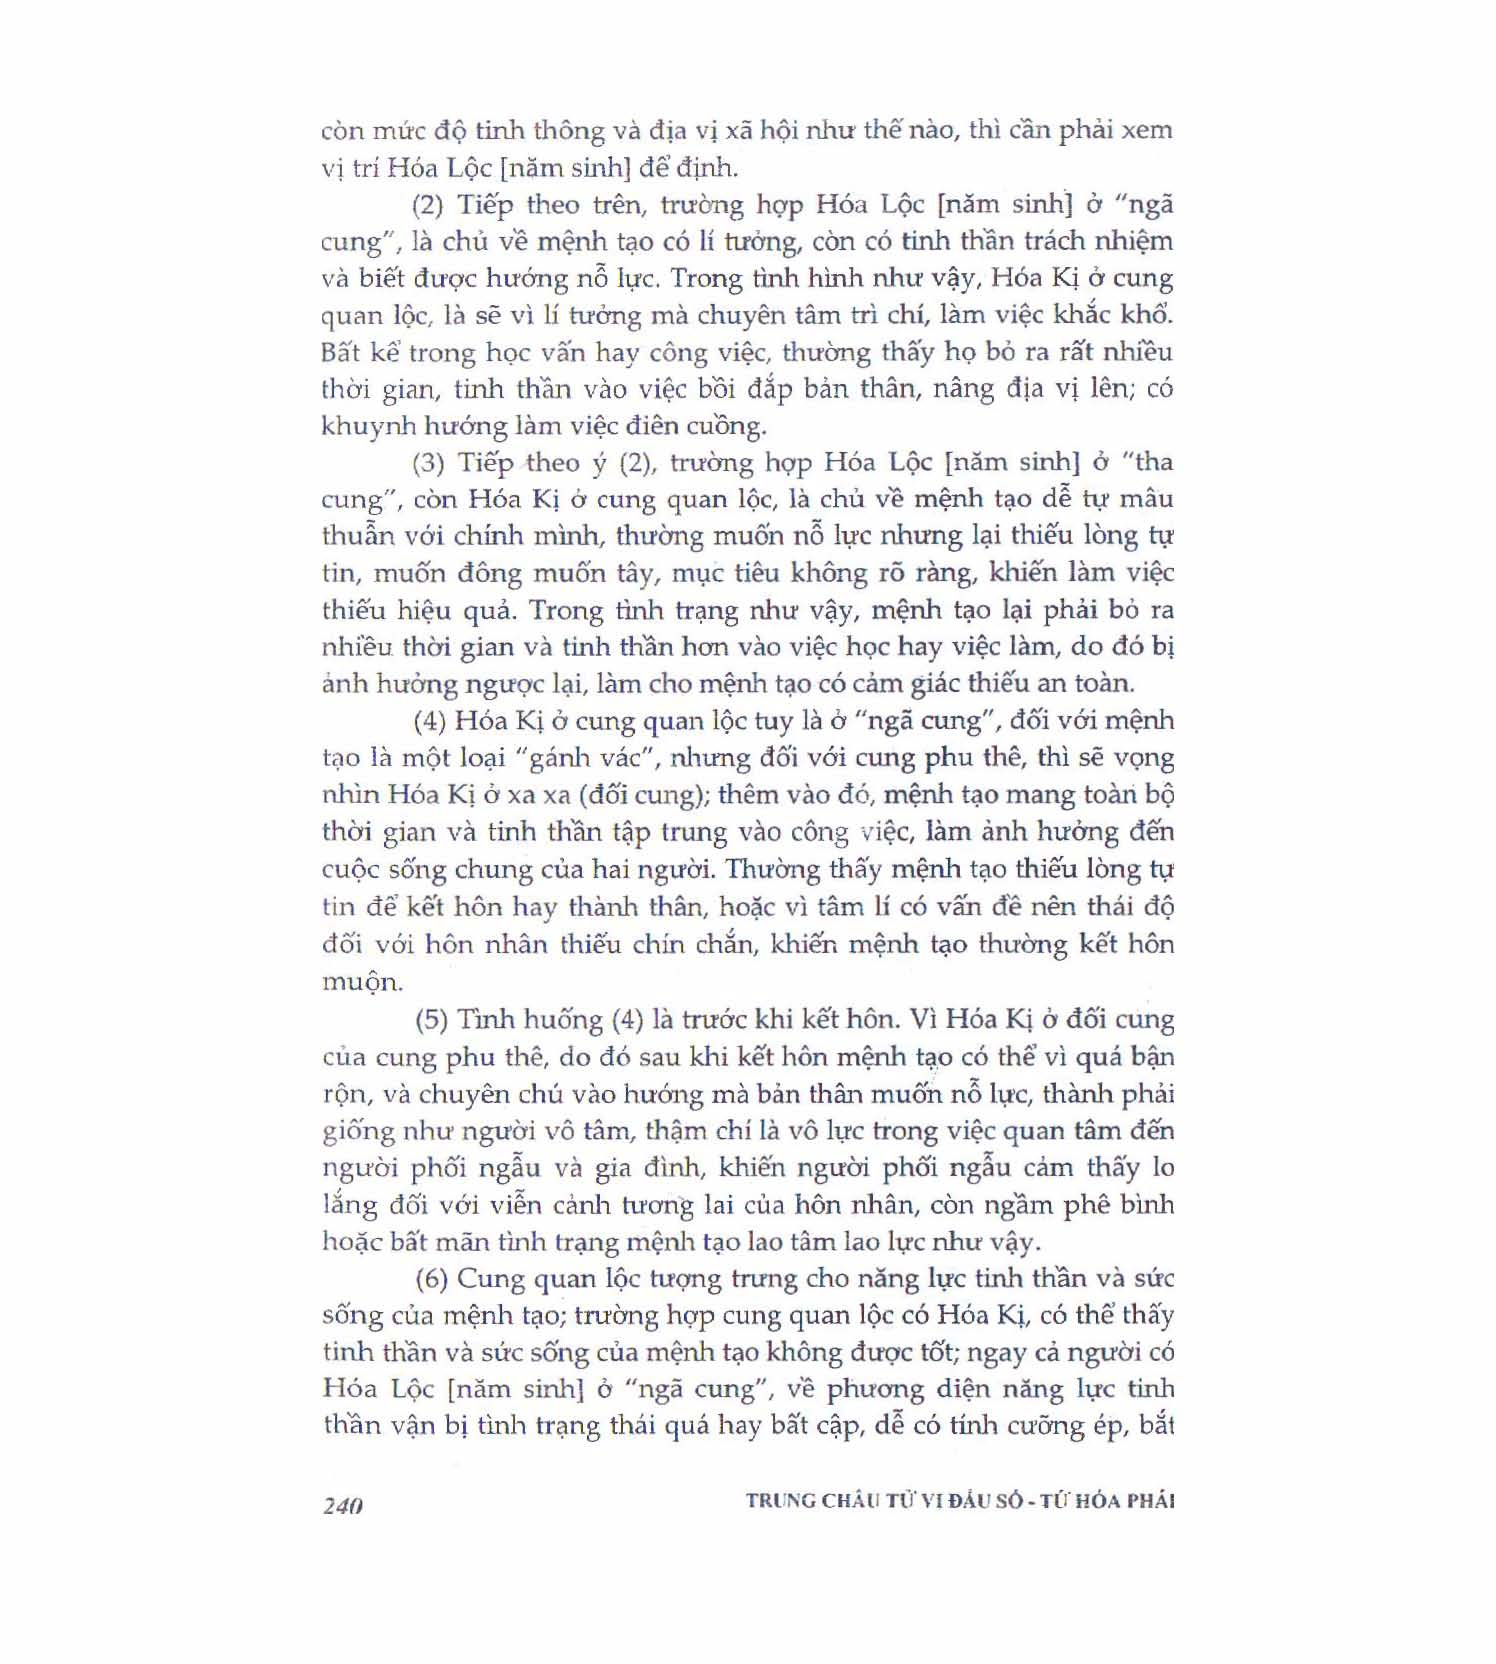 còn mức độ tinh thông và địa vị xã hội như thế nào, thì cần phải xem
vị trí Hóa Lộc [năm sinh] để định.
(2) Tiếp theo trên, trường hợp Hóa Lộc [năm sinh] ở "ngã
cung", là chủ về mệnh tạo có lí tưởng, còn có tinh thần trách nhiệm
và biết được hướng nỗ lực. Trong tình hình như vậy, Hóa Kị ở cung
quan lộc, là sẽ vì lí tưởng mà chuyên tâm trì chí, làm việc khắc khổ.
Bất kể trong học vấn hay công việc, thường thấy họ bỏ ra rất nhiều
thời gian, tinh thần vào việc bồi đắp bản thân, nâng địa vị lên; có
khuynh hướng làm việc điên cuồng.
(3) Tiếp theo ý (2), trường hợp Hóa Lộc [năm sinh] ở "tha
cung", còn Hóa Kị ở cung quan lộc, là chủ về mệnh tạo dễ tự mâu
thuẫn với chính mình, thường muốn nỗ lực nhưng lại thiếu lòng tự
tin, muốn đông muốn tây, mục tiêu không rõ ràng, khiến làm việc
thiếu hiệu quả. Trong tình trạng như vậy, mệnh tạo lại phải bỏ ra
nhiều thời gian và tinh thần hơn vào việc học hay việc làm, do đó bị
ảnh hưởng ngược lại, làm cho mệnh tạo có cảm giác thiếu an toàn.
(4) Hóa Kị ở cung quan lộc tuy là ở "ngã cung", đối với mệnh
tạo là một loại "gánh vác", nhưng đối với cung phu thê, thì sẽ vọng
nhìn Hóa Kị ở xa xa (đối cung); thêm vào đó, mệnh tạo mang toàn bộ
thời gian và tinh thần tập trung vào công việc, làm ảnh hưởng đến
cuộc sống chung của hai người. Thường thấy mệnh tạo thiếu lòng tự
tin để kết hôn hay thành thân, hoặc vì tâm lí có vấn đề nên thái độ
đối với hôn nhân thiếu chín chắn, khiến mệnh tạo thường kết hôn
muộn.
(5) Tình huống (4) là trước khi kết hôn. Vì Hóa Kị ở đối cung
của cung phu thê, do đó sau khi kết hôn mệnh tạo có thể vì quá bận
rộn, và chuyên chú vào hướng mà bản thân muốn nỗ lực, thành phải
giống như người vô tâm, thậm chí là vô lực trong việc quan tâm đến
người phối ngẫu và gia đình, khiến người phối ngẫu cảm thấy lo
lắng đối với viễn cảnh tương lai của hôn nhân, còn ngầm phê bình
hoặc bất mãn tình trạng mệnh tạo lao tâm lao lực như vậy.
(6) Cung quan lộc tượng trưng cho năng lực tinh thần và sức
sống của mệnh tạo; trường hợp cung quan lộc có Hóa Kị, có thể thấy
tinh thần và sức sống của mệnh tạo không được tốt; ngay cả người có
Hóa Lộc [năm sinh] ở "ngã cung", về phương diện năng lực tinh
thần vận bị tình trạng thái quá hay bất cập, dễ có tính cưỡng ép, bắt
240
TRUNG CHÂU TỬ VI ĐẨU SỐ - TỨ HÓA PHÁI